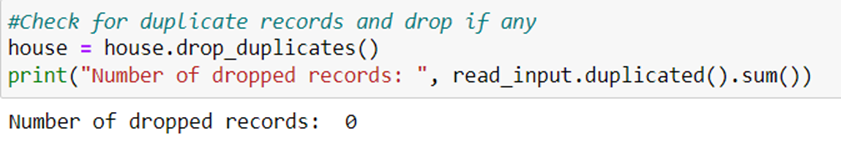 #Check for duplicate records and drop if any
house = house.drop_duplicates()
print("Number of dropped records: ", read_input.duplicated().sum())
Number of dropped records:  0